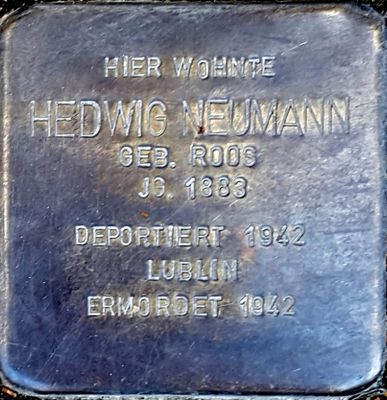 HIER WOHNTE
HEDWIG NEUMANN
GEB. ROOS
JG. 1883
DEPORTIERT 1942
LUBLIN
ERMORDET 1942